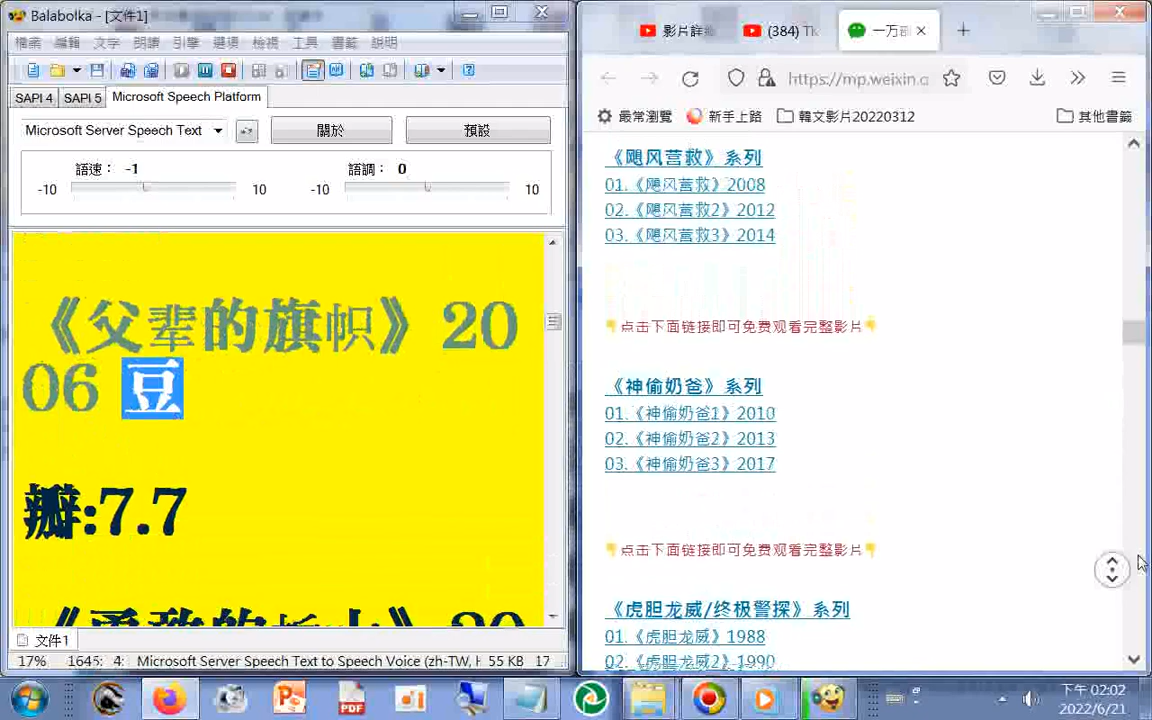 Balabolka - [文件1]
檔案 編輯 文字 朗讀 引擎 選項 檢視 工具 書籤 說明
SAPI 4 SAPI 5 Microsoft Speech Platform
Microsoft Server Speech Text
關於
預設
語速： -1
語調： 0
-10 10 -10 10
《父辈的旗帜》 20
06 豆
瓣:7.7
文件1
17% 1645: 4: Microsoft Server Speech Text to Speech Voice (zh-TW, H 55 KB 17
影片詳
(384) Tk
一万
https://mp.weixin.q
最常瀏覽 新手上路 韓文影片20220312 其他書籤
《飓风营救》系列
01.《飓风营救》2008
02.《飓风营救2》2012
03.《飓风营救3》2014
👇点击下面链接即可免费观看完整影片👇
《神偷奶爸》系列
01.《神偷奶爸1》2010
02.《神偷奶爸2》2013
03.《神偷奶爸3》2017
👇点击下面链接即可免费观看完整影片👇
《虎胆龙威/终极警探》系列
01.《虎胆龙威》1988
02.《虎胆龙威2》1990
PDF
下午 02:02
2022/6/21